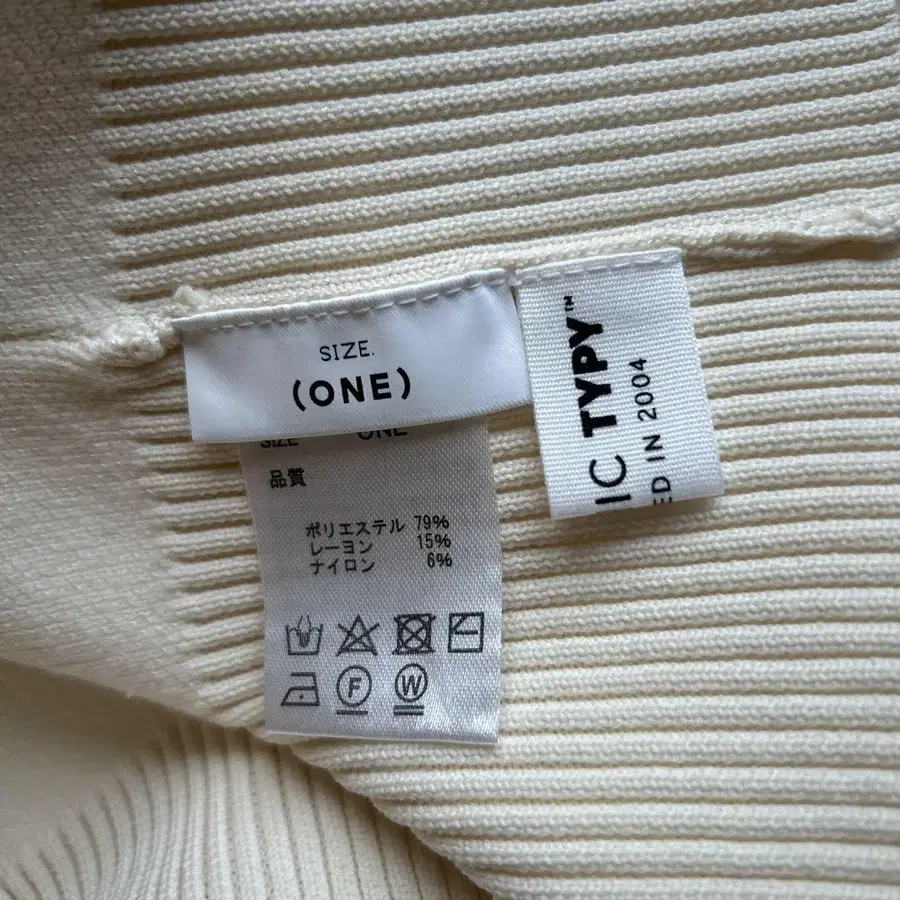 SIZE.
(ONE)
SIZE ONE
品質
ポリエステル 79%
レーヨン 15%
ナイロン 6%
F
W
IC TYPY™
ED IN 2004